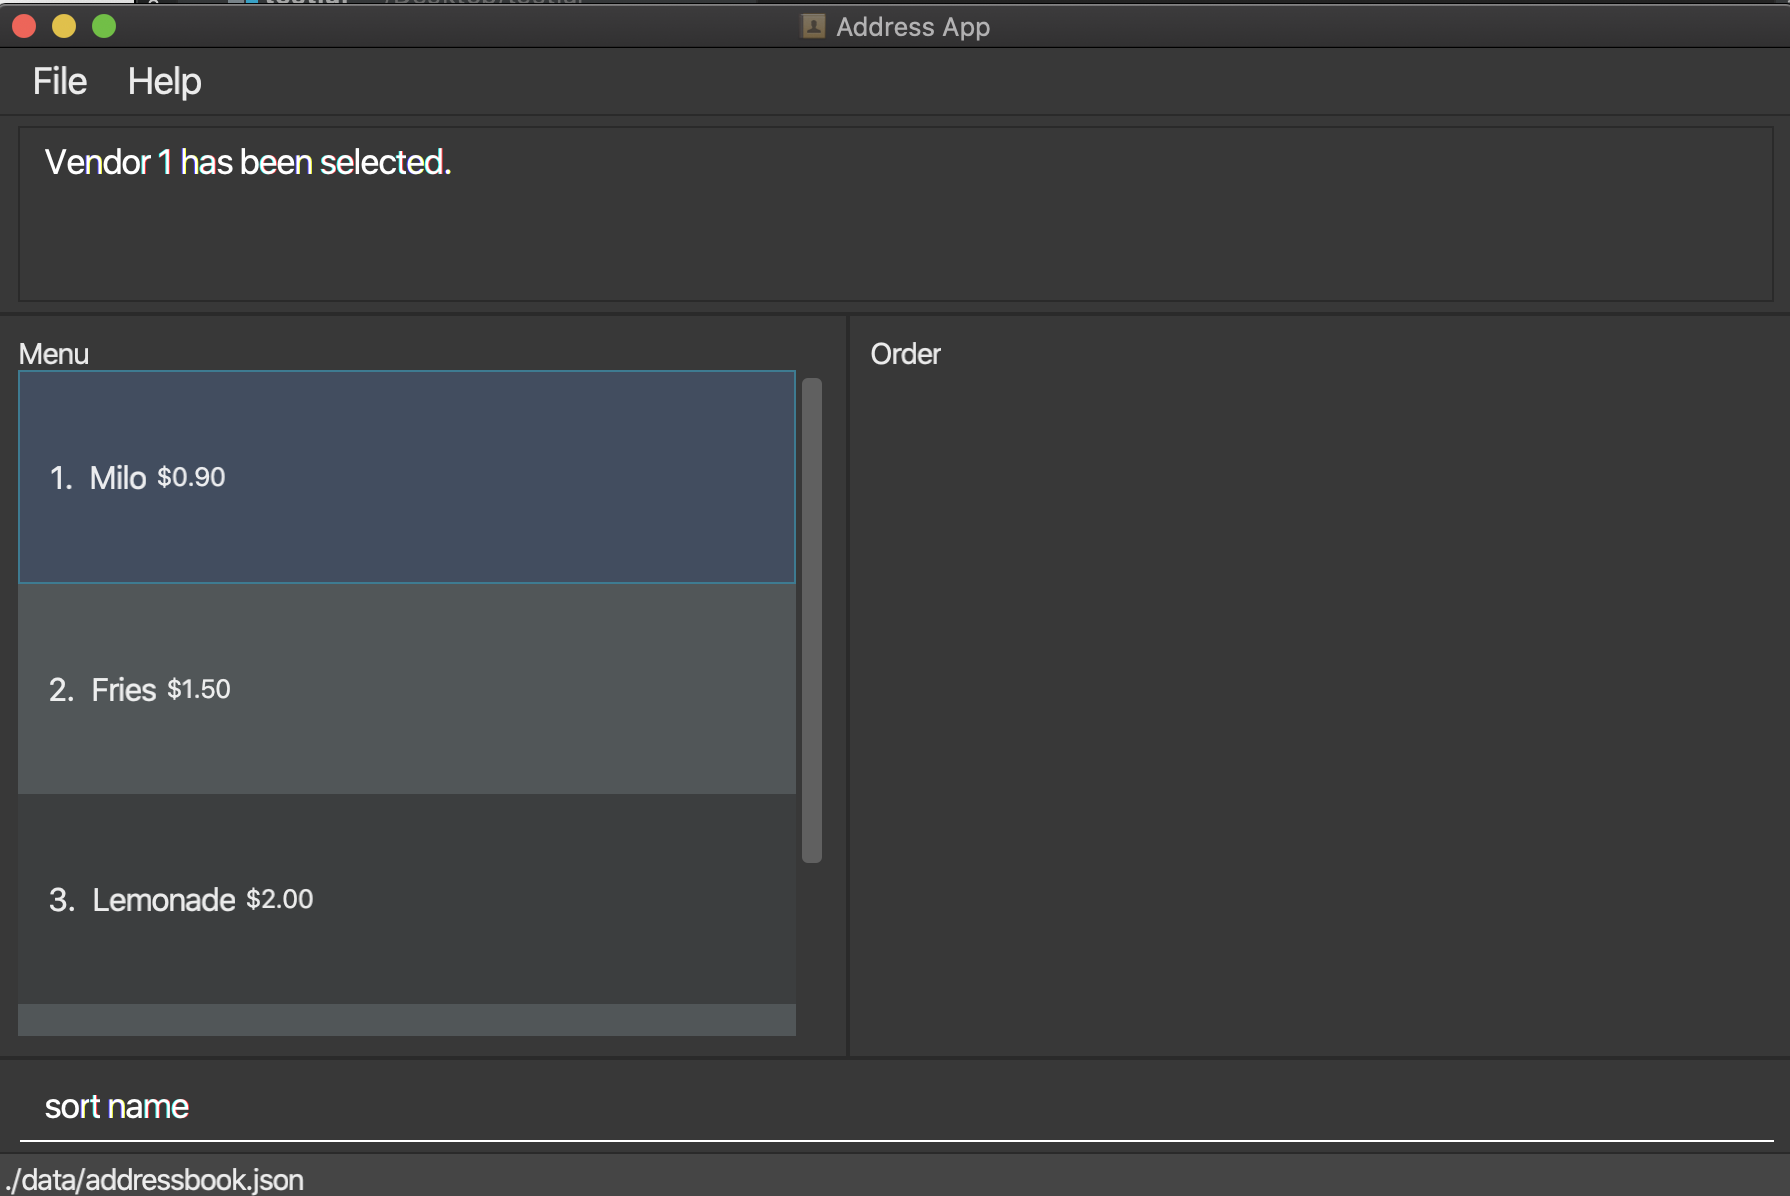 Address App
File Help
Vendor 1 has been selected.
Menu
Order
1. Milo $0.90
2. Fries $1.50
3. Lemonade $2.00
sort name
./data/addressbook.json